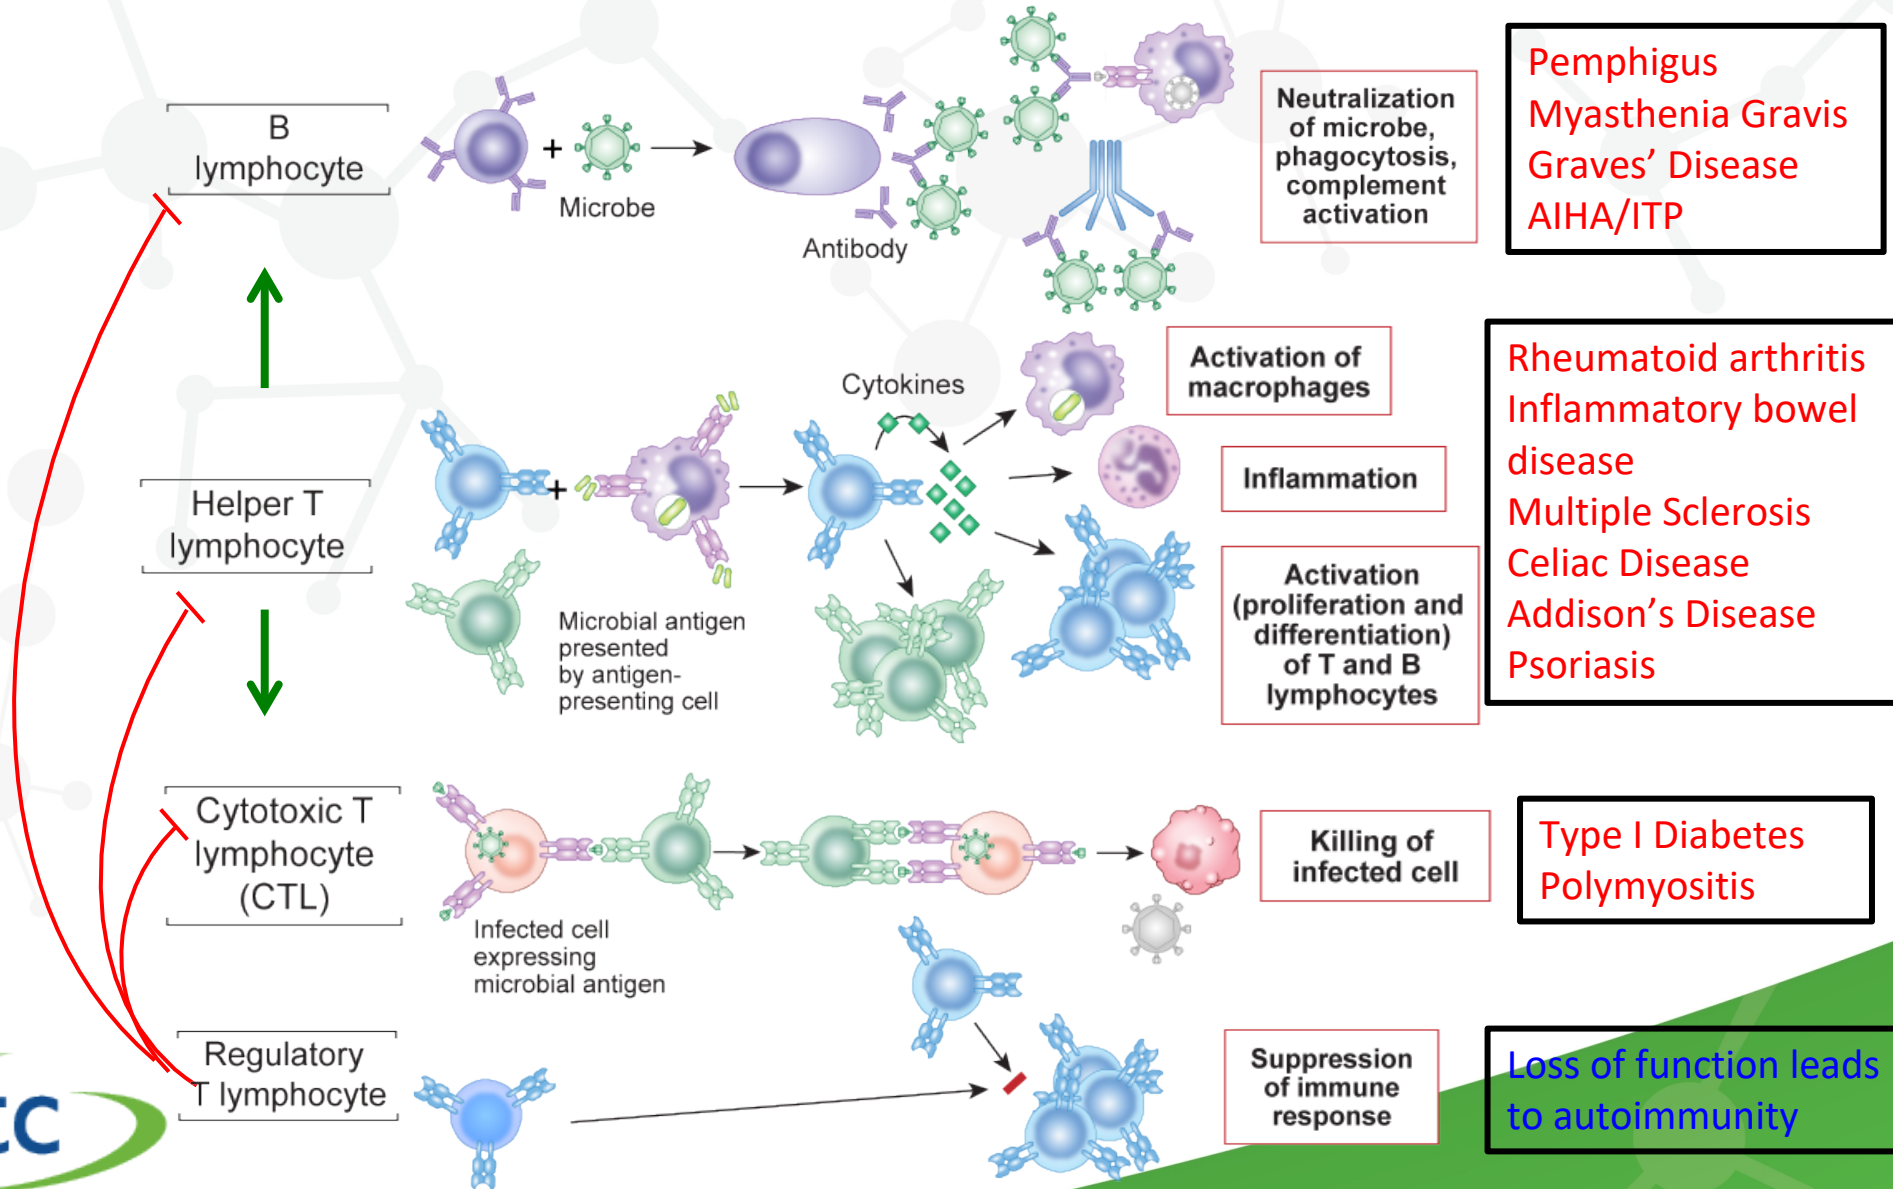 B
lymphocyte
+
Microbe
Antibody
Neutralization
of microbe,
phagocytosis,
complement
activation
Pemphigus
Myasthenia Gravis
Graves’ Disease
AIHA/ITP
Helper T
lymphocyte
+
Microbial antigen
presented
by antigen-
presenting cell
Cytokines
Activation of
macrophages
Inflammation
Activation
(proliferation and
differentiation)
of T and B
lymphocytes
Rheumatoid arthritis
Inflammatory bowel
disease
Multiple Sclerosis
Celiac Disease
Addison’s Disease
Psoriasis
Cytotoxic T
lymphocyte
(CTL)
Infected cell
expressing
microbial antigen
Killing of
infected cell
Type I Diabetes
Polymyositis
Regulatory
T lymphocyte
Suppression
of immune
response
Loss of function leads
to autoimmunity